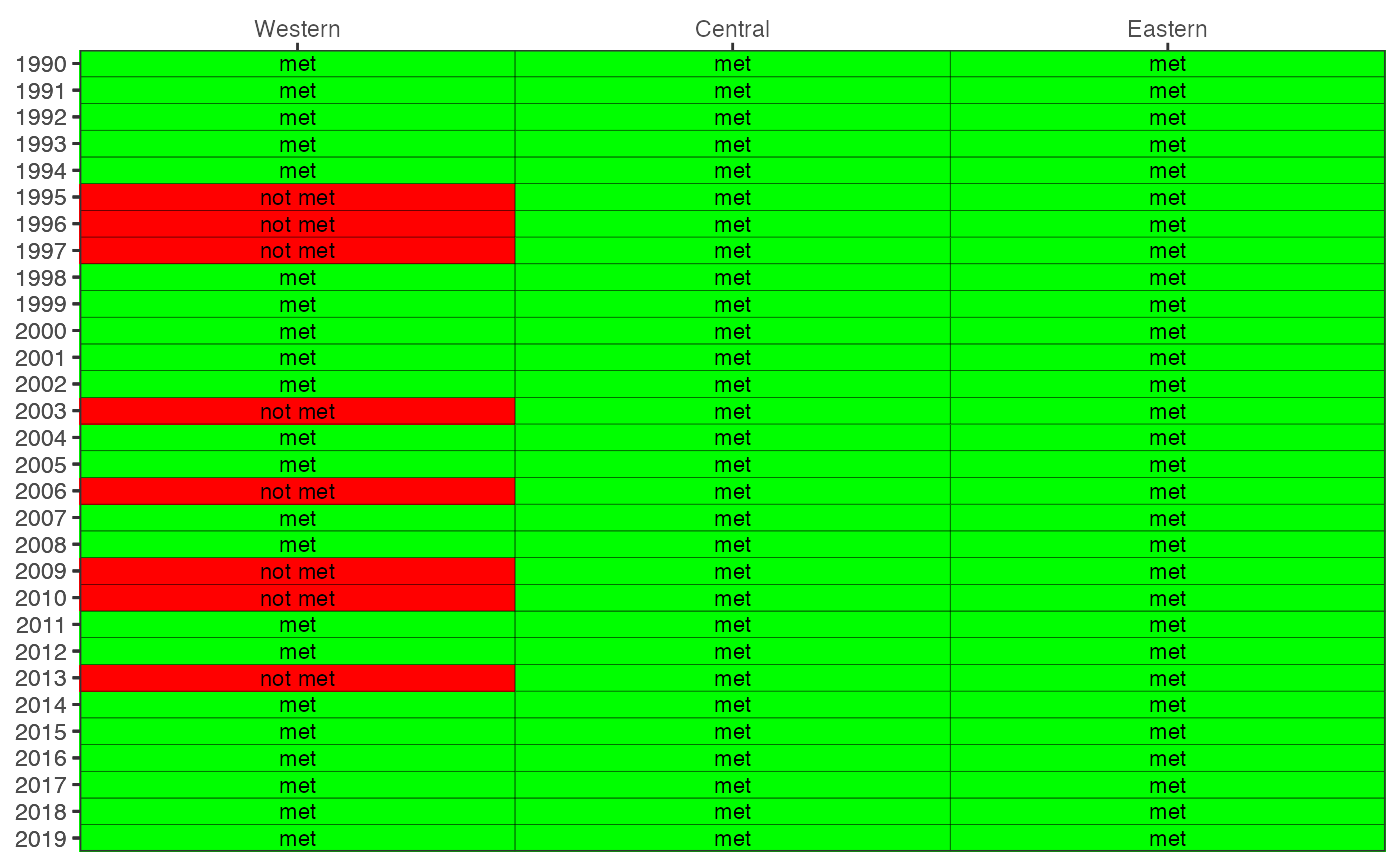 Western Central Eastern
1990 met met met
1991 met met met
1992 met met met
1993 met met met
1994 met met met
1995 not met met met
1996 not met met met
1997 not met met met
1998 met met met
1999 met met met
2000 met met met
2001 met met met
2002 met met met
2003 not met met met
2004 met met met
2005 met met met
2006 not met met met
2007 met met met
2008 met met met
2009 not met met met
2010 not met met met
2011 met met met
2012 met met met
2013 not met met met
2014 met met met
2015 met met met
2016 met met met
2017 met met met
2018 met met met
2019 met met met